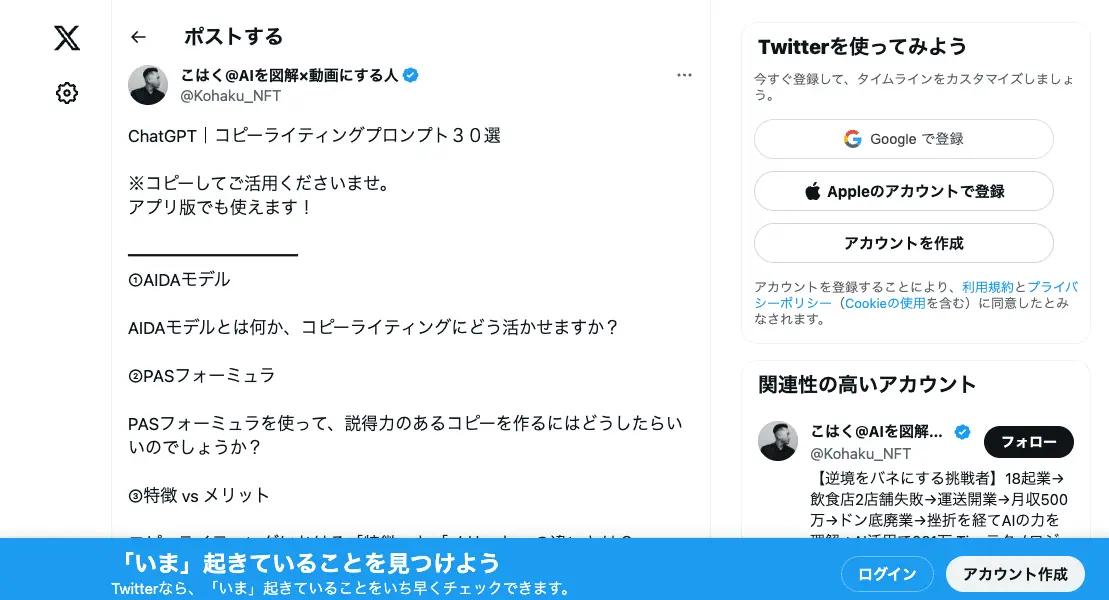 ポストする
こはく@AIを図解×動画にする人
@Kohaku_NFT
ChatGPT｜コピーライティングプロンプト３０選
※コピーしてご活用くださいませ。
アプリ版でも使えます！
①AIDAモデル
AIDAモデルとは何か、コピーライティングにどう活かせますか？
②PASフォーミュラ
PASフォーミュラを使って、説得力のあるコピーを作るにはどうしたらい
いのでしょうか？
③特徴 vs メリット
Twitterを使ってみよう
今すぐ登録して、タイムラインをカスタマイズしましょ
う。
Google で登録
Appleのアカウントで登録
アカウントを作成
アカウントを登録することにより、利用規約とプライバ
シーポリシー（Cookieの使用を含む）に同意したとみ
なされます。
関連性の高いアカウント
こはく@AIを図解...
@Kohaku_NFT
フォロー
【逆境をバネにする挑戦者】18起業→
飲食店2店舗失敗→運送開業→月収500
万→ドン底廃業→挫折を経てAIの力を
「いま」起きていることを見つけよう
Twitterなら、「いま」起きていることをいち早くチェックできます。
ログイン
アカウント作成